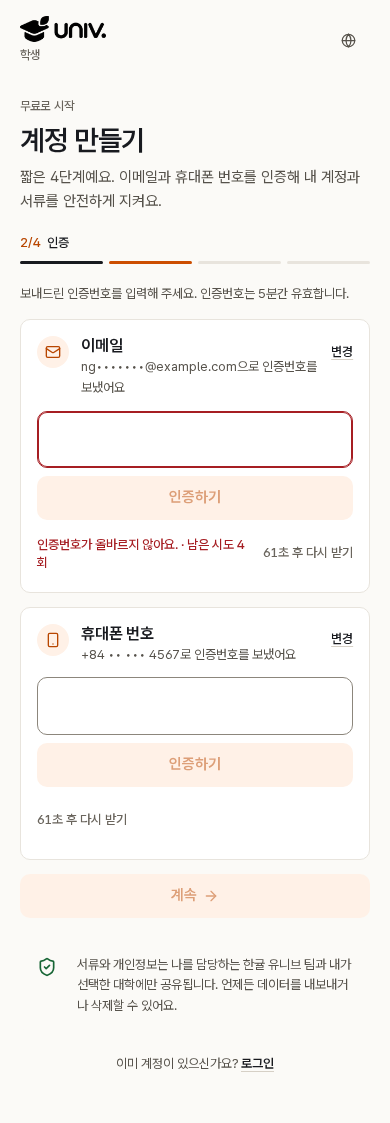 UNIV.
학생
무료로 시작
계정 만들기
짧은 4단계예요. 이메일과 휴대폰 번호를 인증해 내 계정과
서류를 안전하게 지켜요.
2/4 인증
보내드린 인증번호를 입력해 주세요. 인증번호는 5분간 유효합니다.
이메일
변경
ng•••••••@example.com으로 인증번호를
보냈어요
인증하기
인증번호가 올바르지 않아요. · 남은 시도 4
회
61초 후 다시 받기
휴대폰 번호
변경
+84 •• ••• 4567로 인증번호를 보냈어요
인증하기
61초 후 다시 받기
계속 →
서류와 개인정보는 나를 담당하는 한귤 유니브 팀과 내가
선택한 대학에만 공유됩니다. 언제든 데이터를 내보내거
나 삭제할 수 있어요.
이미 계정이 있으신가요? 로그인